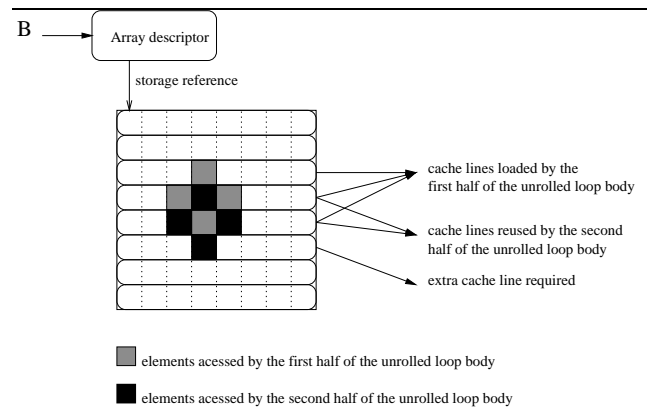 B
Array descriptor
storage reference
cache lines loaded by the
first half of the unrolled loop body
cache lines reused by the second
half of the unrolled loop body
extra cache line required
elements acessed by the first half of the unrolled loop body
elements acessed by the second half of the unrolled loop body